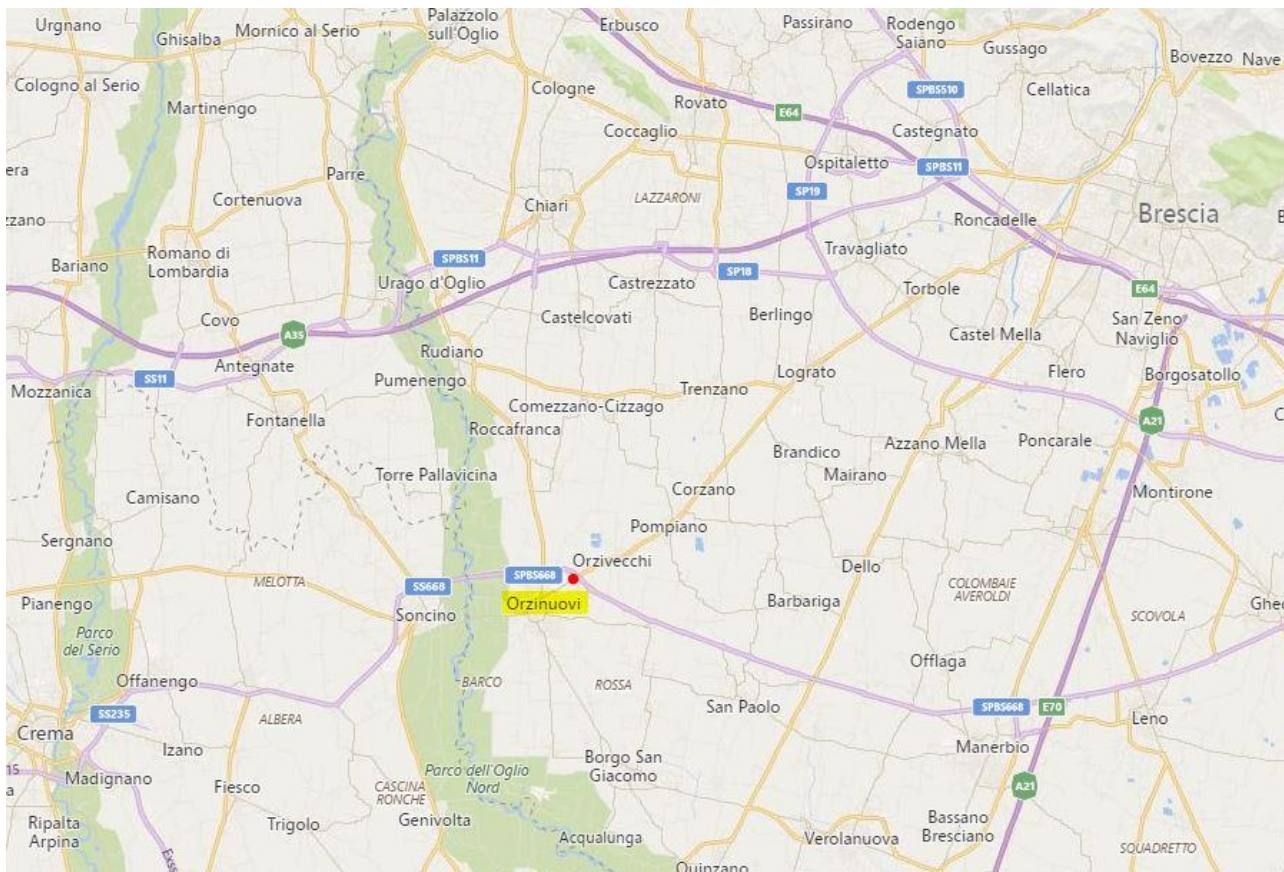 Urgnano
Ghisalba
Mornico al Serio
Palazzolo
sull'Oglio
Erbusco
Passirano
Rodengo
Saiano
Gussago
Bovezzo
Nave
Cologno al Serio
Martinengo
Cologne
Rovato
E64
SPBS510
Cellatica
Coccaglio
Castegnato
Ospitaletto
SPBS11
Parre
Cortenuova
Chiari
LAZZARONI
SP19
Roncadelle
Brescia
Bariano
Romano di
Lombardia
SPBS11
Travagliato
Urago d'Oglio
Castrezzato
SP18
Torbole
E64
Covo
A35
Castelcovati
Berlingo
Castel Mella
San Zeno
Naviglio
Antegnate
Rudiano
SS11
Mozzanica
Pumenengo
Trenzano
Lograto
Flero
Borgosatollo
Fontanella
Comezzano-Cizzago
Roccafranca
A21
Azzano Mella
Poncarale
Brandico
Mairano
Torre Pallavicina
Camisano
Corzano
Montirone
Pompiano
Sergnano
Orzivecchi
MELOTTA
SS668
SPBS668
Dello
COLOMBAIE
AVEROLDI
Pianengo
Soncino
Orzinuovi
Barbariga
SCOVOLA
Parco
del Serio
Offlaga
Offanengo
BARCO
ROSSA
San Paolo
SPBS668
E70
Leno
SS235
ALBERA
Crema
Izano
Manerbio
Madignano
Fiesco
CASCINA
RONCHE
Parco dell'Oglio
Nord
Borgo San
Giacomo
A21
Ripalta
Arpina
Trigolo
Genivolta
Acqualunga
Verolanuova
Bassano
Bresciano
SQUADRETTO
Quinzano